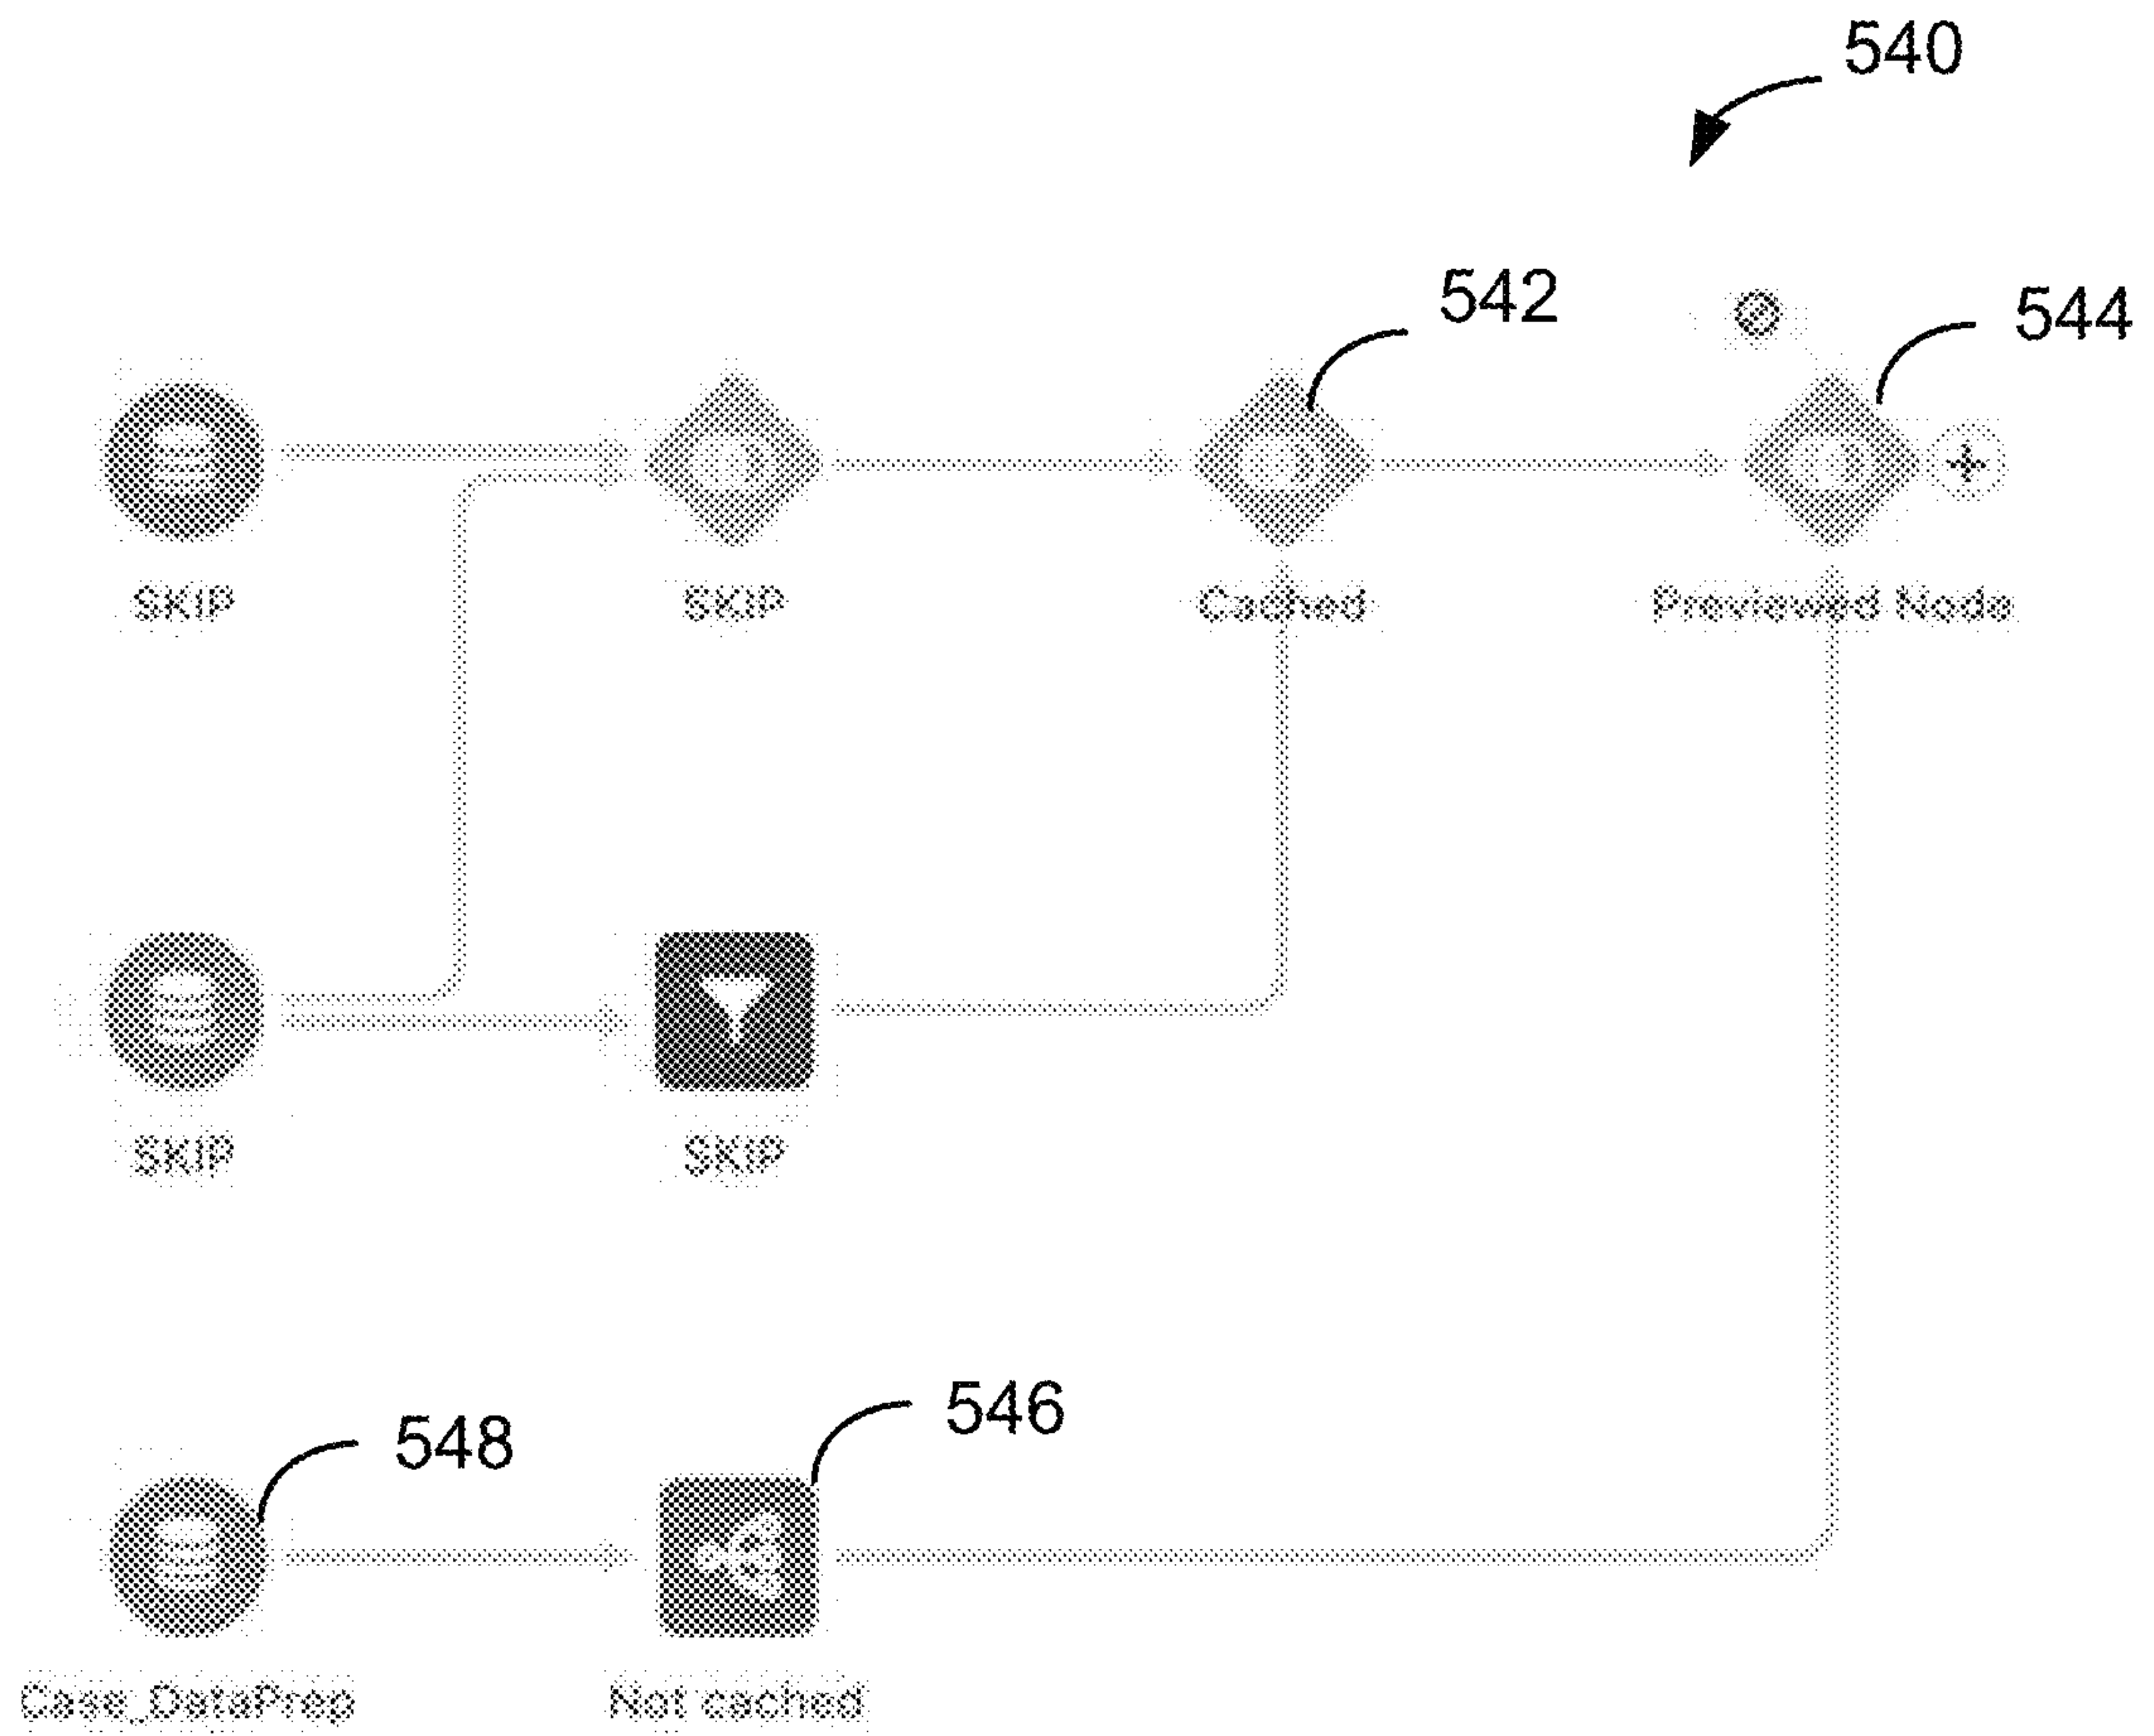 540
542
544
SKIP
SKIP
Cached
Previewed Node
SKIP
SKIP
548
546
Case_DataPrep
Not cached